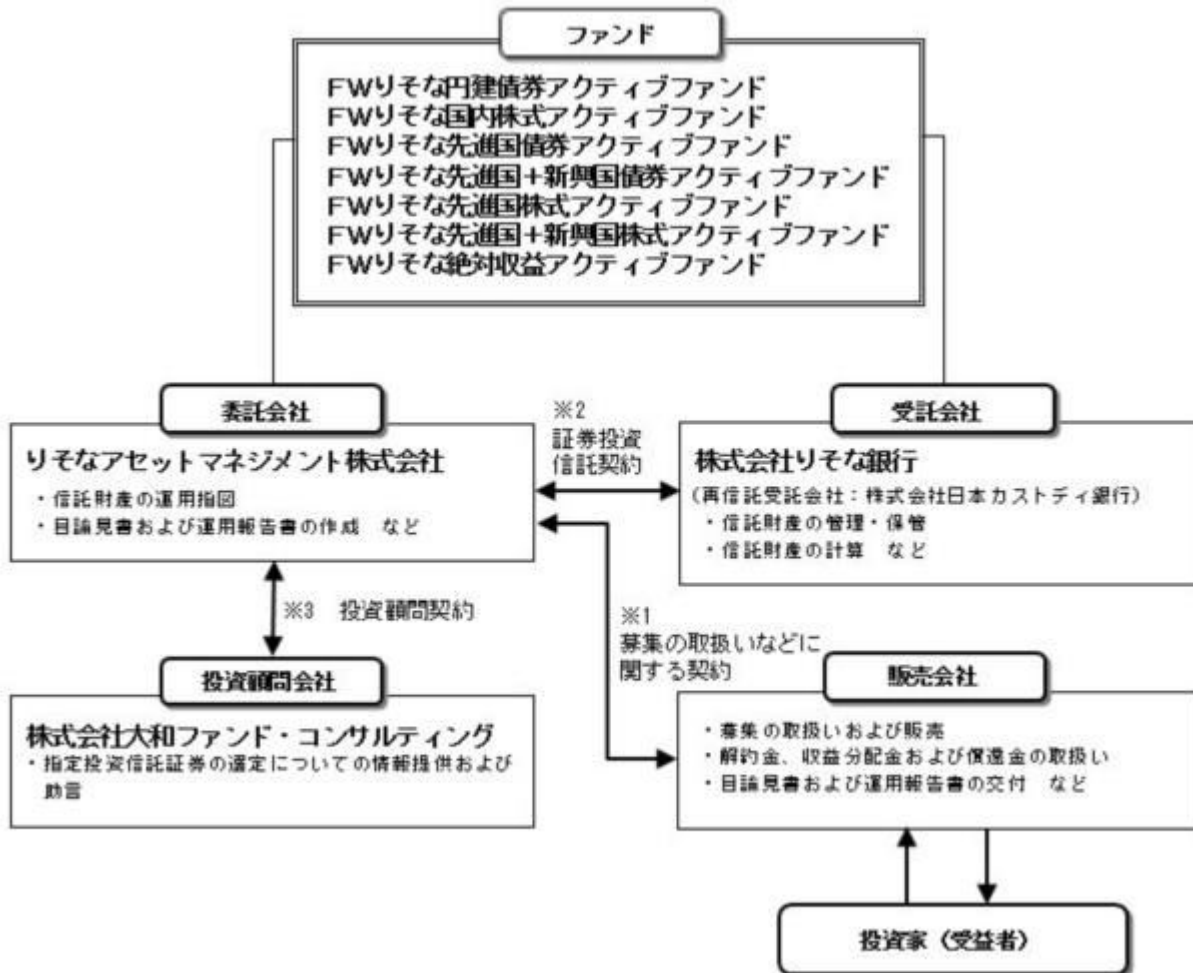 ファンド
FWりそな円建債券アクティブファンド
FWりそな国内株式アクティブファンド
FWりそな先進国債券アクティブファンド
FWりそな先進国+新興国債券アクティブファンド
FWりそな先進国株式アクティブファンド
FWりそな先進国+新興国株式アクティブファンド
FWりそな絶対収益アクティブファンド
委託会社
りそなアセットマネジメント株式会社
・信託財産の運用指図
・目論見書および運用報告書の作成 など
※2
証券投資
信託契約
受託会社
株式会社りそな銀行
(再信託受託会社:株式会社日本カストディ銀行)
・信託財産の管理・保管
・信託財産の計算 など
※3 投資顧問契約
※1
募集の取扱いなどに
関する契約
投資顧問会社
株式会社大和ファンド・コンサルティング
・指定投資信託証券の選定についての情報提供および
助言
販売会社
・募集の取扱いおよび販売
・解約金、収益分配金および償還金の取扱い
・目論見書および運用報告書の交付 など
投資家(受益者)